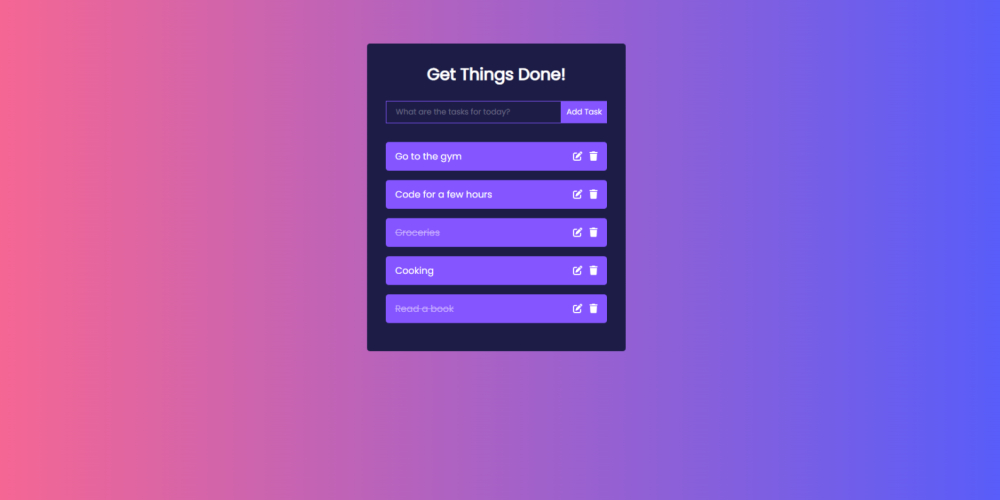 Get Things Done!
What are the tasks for today?
Add Task
Go to the gym
Code for a few hours
Groceries
Cooking
Read a book